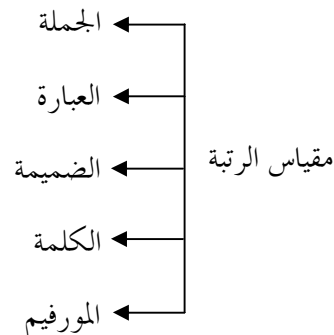 الجملة
العبارة
مقياس الرتبة
الضميمة
الكلمة
المورفيم